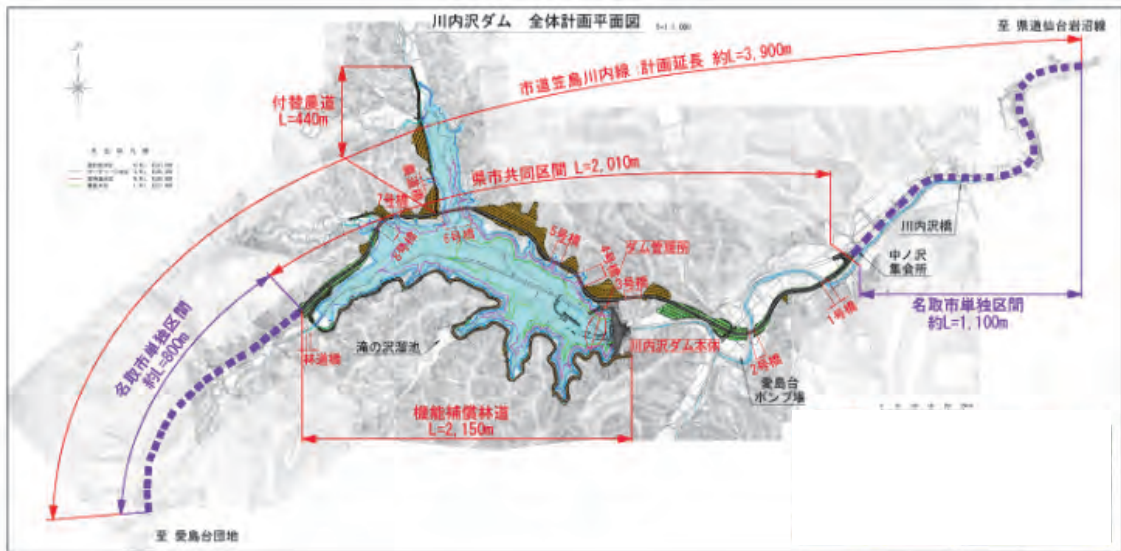 川内沢ダム 全体計画平面図
至 県道仙台岩沼線
市道笠島川内線 計画延長 約L=3,900m
付替農道
L=440m
県市共同区間 L=2,010m
農道橋
7号橋
8号橋
6号橋
5号橋
4号橋
3号橋
ダム管理所
川内沢橋
中ノ沢
集会所
1号橋
名取市単独区間
約L=1,100m
名取市単独区間
約L=800m
林道橋
滝の沢溜池
川内沢ダム本体
2号橋
愛島台
ポンプ場
機能補償林道
L=2,150m
至 愛島台団地